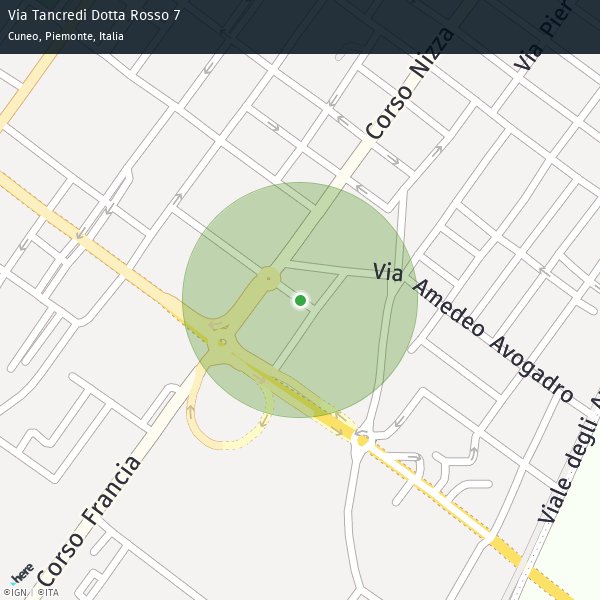 Via Tancredi Dotta Rosso 7
Cuneo, Piemonte, Italia
Corso Nizza
Via Pier
Via Amedeo Avogadro
Viale degli A
Corso Francia
here
©IGN | ©ITA